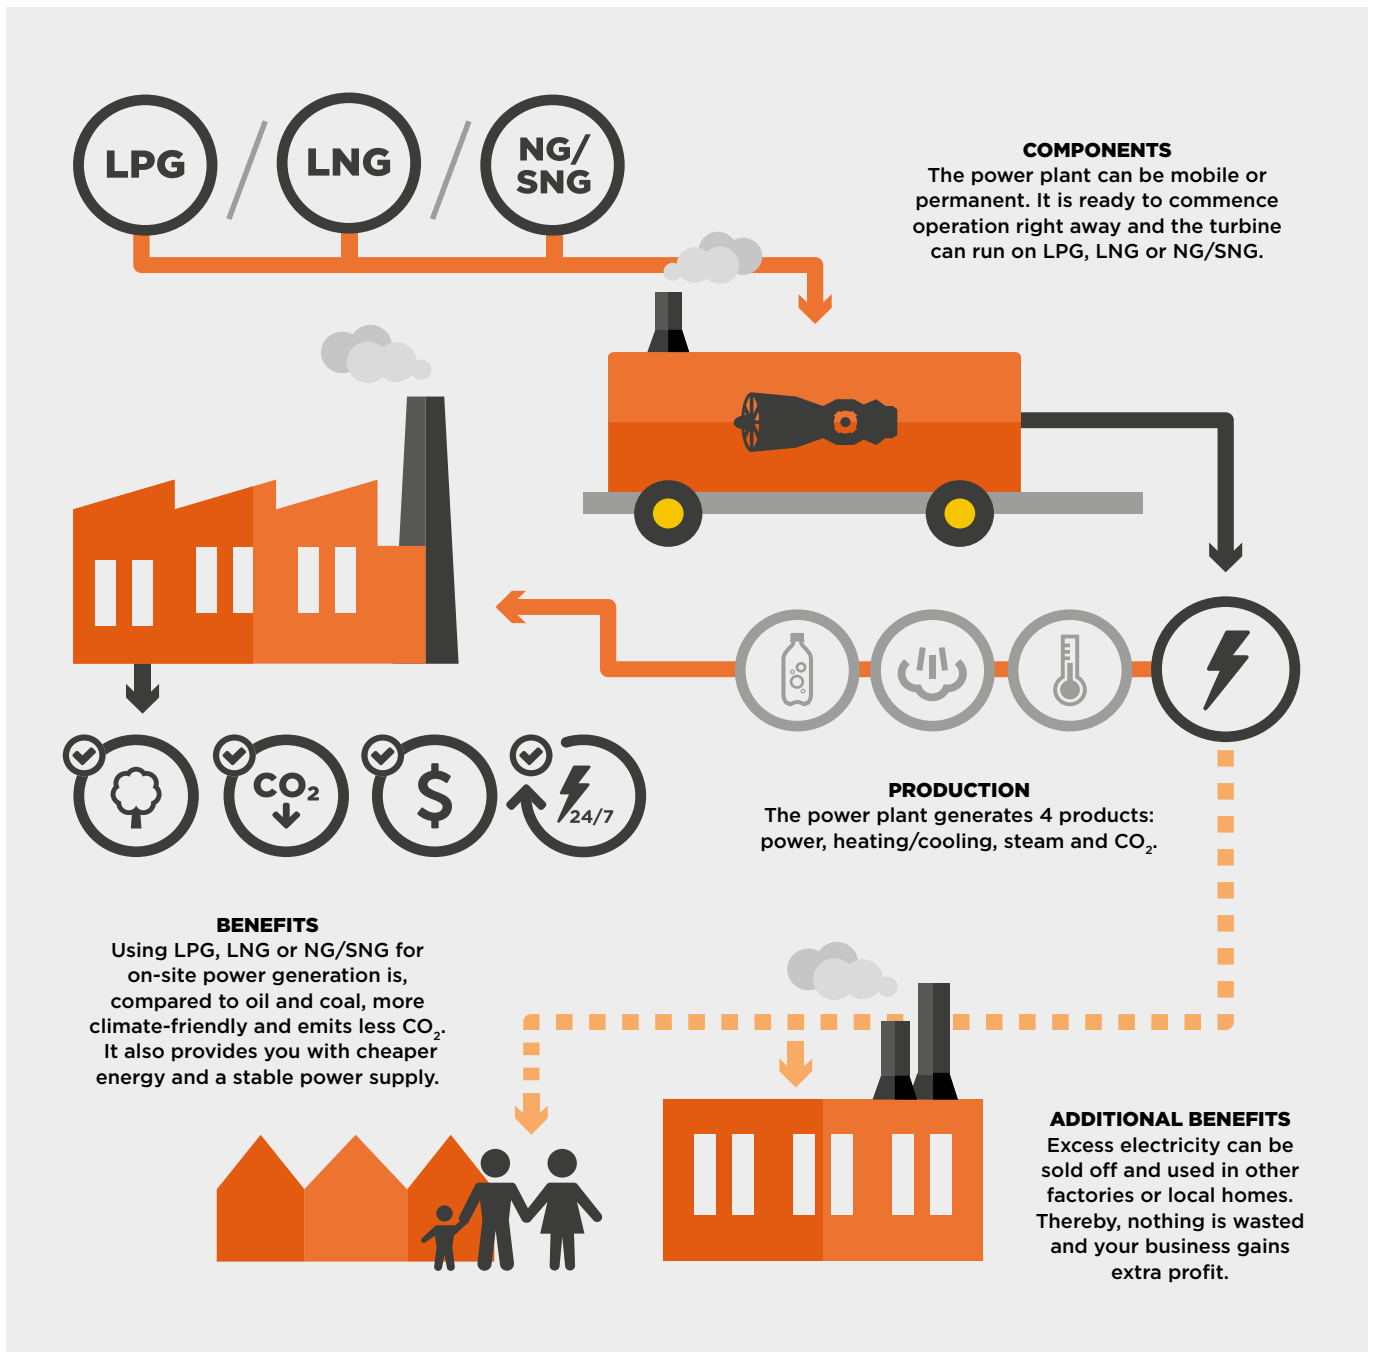 LPG
LNG
NG/
SNG
COMPONENTS
The power plant can be mobile or
permanent. It is ready to commence
operation right away and the turbine
can run on LPG, LNG or NG/SNG.
CO₂
$
24/7
PRODUCTION
The power plant generates 4 products:
power, heating/cooling, steam and CO₂.
BENEFITS
Using LPG, LNG or NG/SNG for
on-site power generation is,
compared to oil and coal, more
climate-friendly and emits less CO₂.
It also provides you with cheaper
energy and a stable power supply.
ADDITIONAL BENEFITS
Excess electricity can be
sold off and used in other
factories or local homes.
Thereby, nothing is wasted
and your business gains
extra profit.